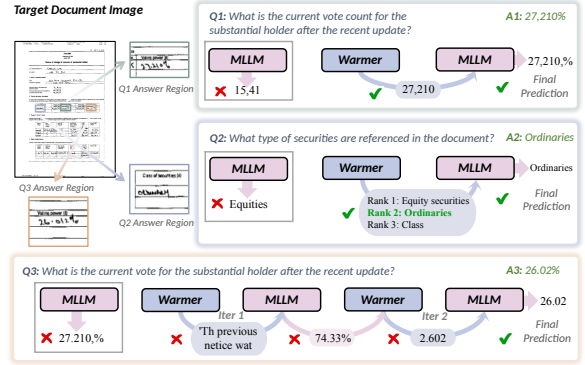 Target Document Image
27,210%
Q1 Answer Region
Q3 Answer Region
Voting power (4)
26.012%
Class of securities (4)
ordinary
Q2 Answer Region
Q1: What is the current vote count for the
substantial holder after the recent update?
A1: 27,210%
MLLM
15,41
Warmer
27,210
MLLM
27,210,%
Final
Prediction
Q2: What type of securities are referenced in the document?
A2: Ordinaries
MLLM
Equities
Warmer
Rank 1: Equity securities
Rank 2: Ordinaries
Rank 3: Class
MLLM
Ordinaries
Final
Prediction
Q3: What is the current vote for the substantial holder after the recent update?
A3: 26.02%
MLLM
27.210,%
Warmer
Iter 1
'Th previous
netice wat
MLLM
74.33%
Warmer
Iter 2
2.602
MLLM
26.02
Final
Prediction